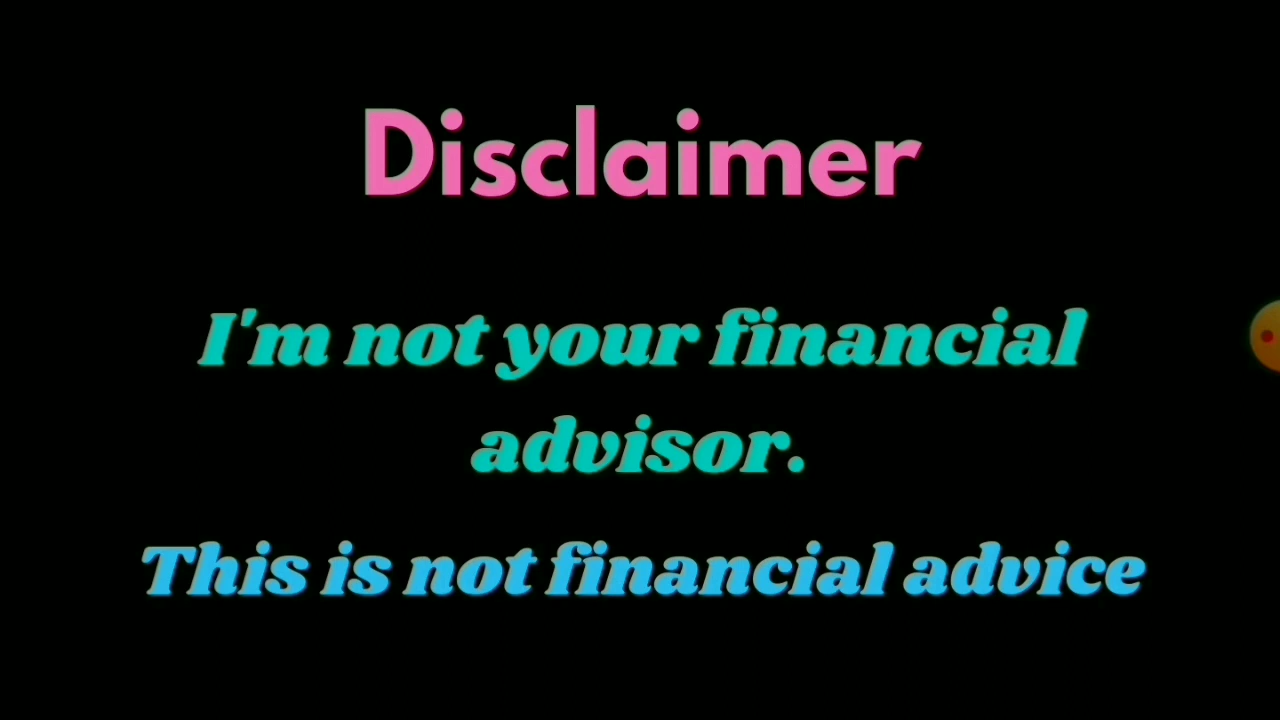 Disclaimer
I'm not your financial
advisor.
This is not financial advice